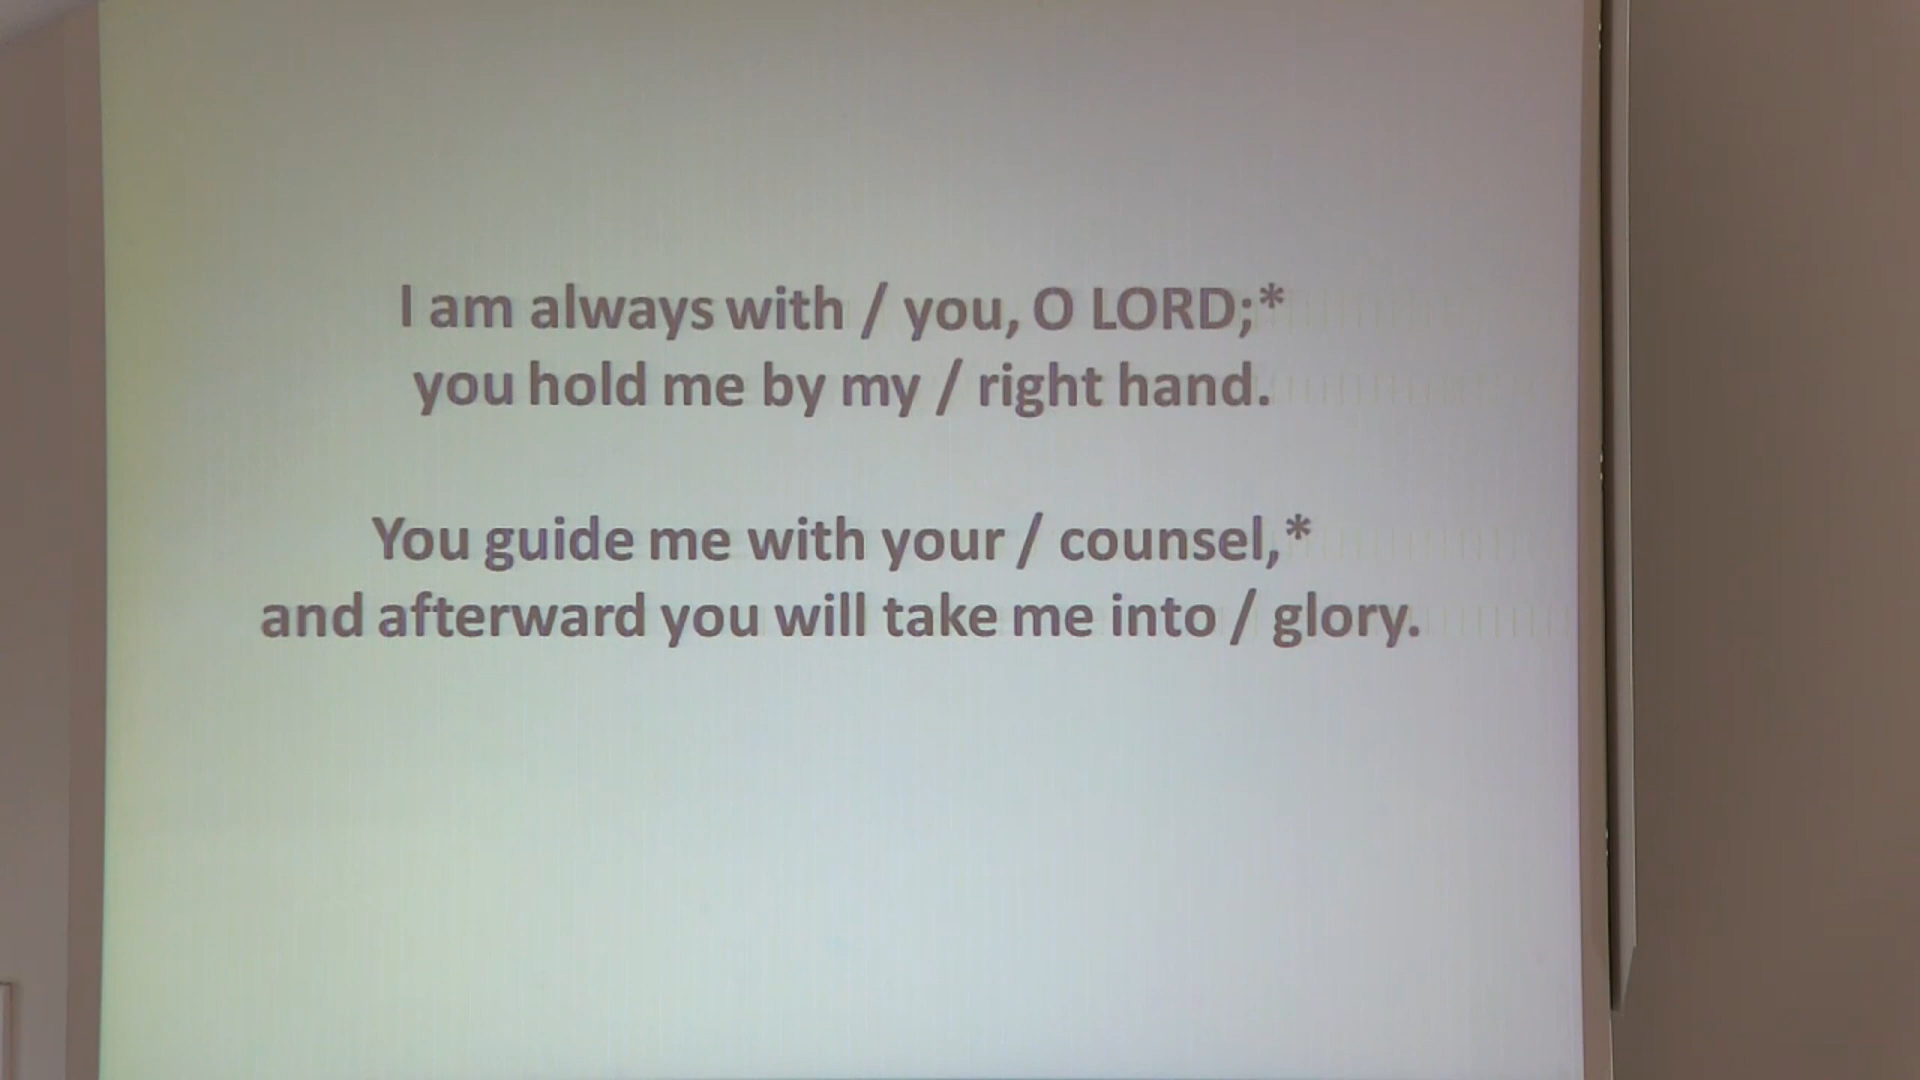 I am always with / you, O LORD;*
you hold me by my / right hand.
You guide me with your / counsel,*
and afterward you will take me into / glory.